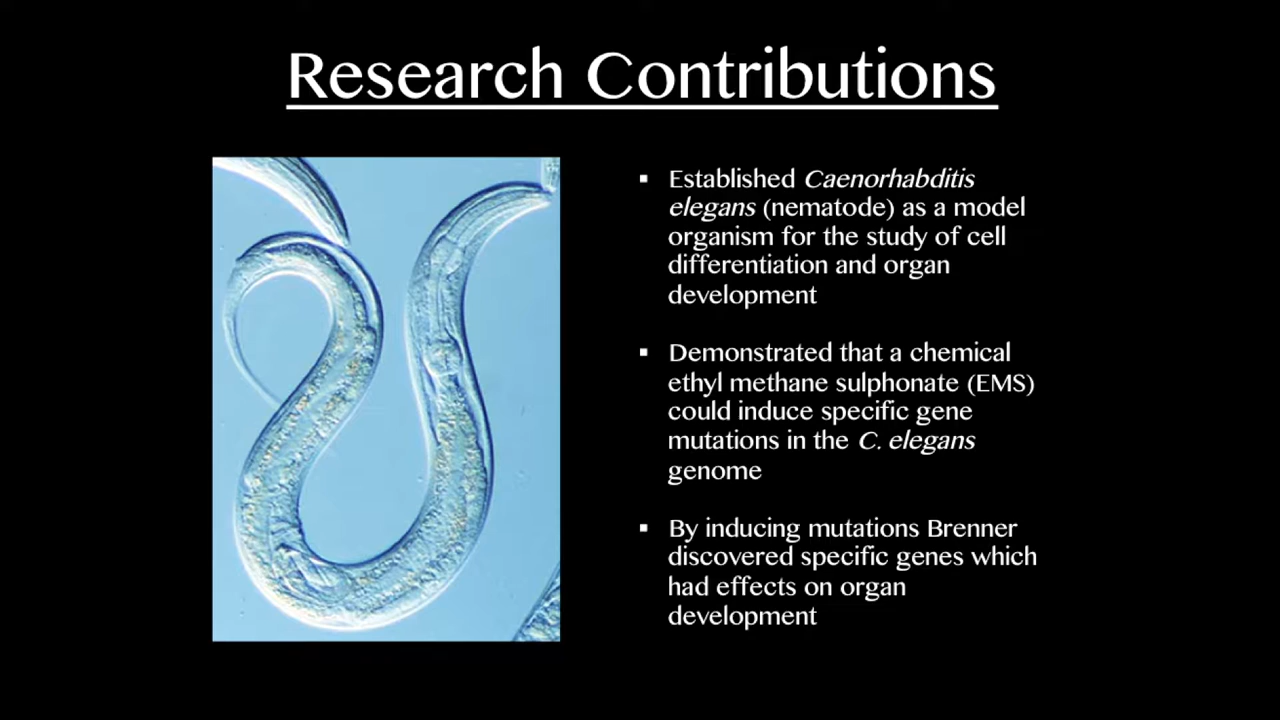 Research Contributions
▪ Established Caenorhabditis
elegans (nematode) as a model
organism for the study of cell
differentiation and organ
development
▪ Demonstrated that a chemical
ethyl methane sulphonate (EMS)
could induce specific gene
mutations in the C. elegans
genome
▪ By inducing mutations Brenner
discovered specific genes which
had effects on organ
development